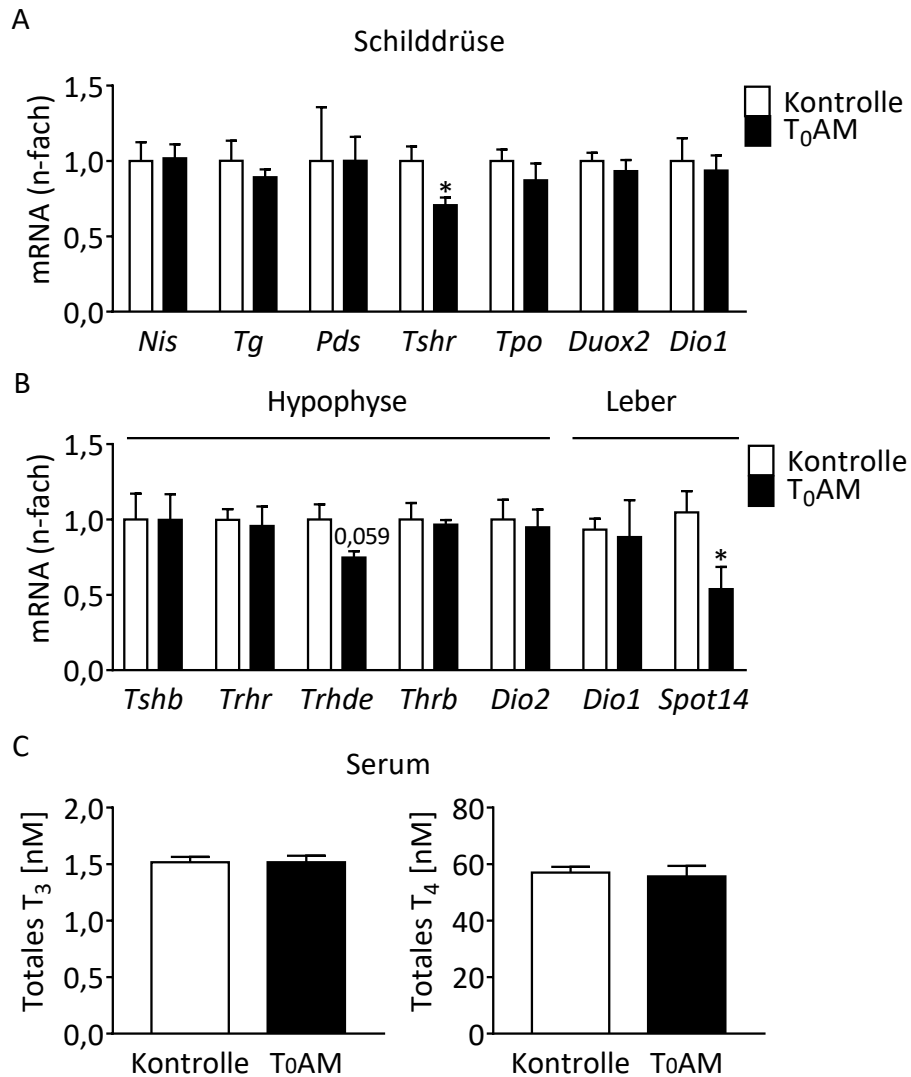 A
Schilddrüse
mRNA (n-fach)
1,5
1,0
0,5
0,0
*
Kontrolle
T₀AM
Nis Tg Pds Tshr Tpo Duox2 Dio1
B
Hypophyse Leber
mRNA (n-fach)
1,5
1,0
0,5
0,0
0,059
*
Kontrolle
T₀AM
Tshb Trhr Trhde Thrb Dio2 Dio1 Spot14
C
Serum
Totales T₃ [nM]
2,0
1,5
1,0
0,5
0,0
Kontrolle T₀AM
Totales T₄ [nM]
80
60
40
20
0
Kontrolle T₀AM